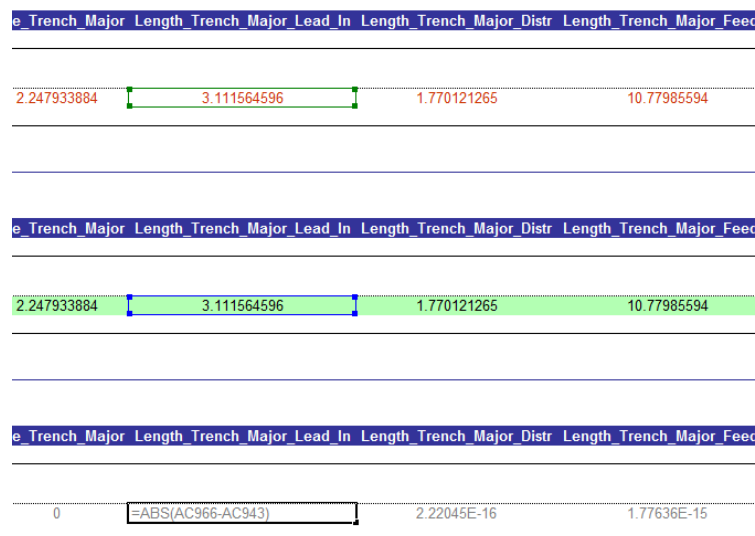 e_Trench_Major Length_Trench_Major_Lead_In Length_Trench_Major_Distr Length_Trench_Major_Feed
2.247933884 3.111564596 1.770121265 10.77985594
e_Trench_Major Length_Trench_Major_Lead_In Length_Trench_Major_Distr Length_Trench_Major_Feed
2.247933884 3.111564596 1.770121265 10.77985594
e_Trench_Major Length_Trench_Major_Lead_In Length_Trench_Major_Distr Length_Trench_Major_Feed
0 =ABS(AC966-AC943) 2.22045E-16 1.77636E-15